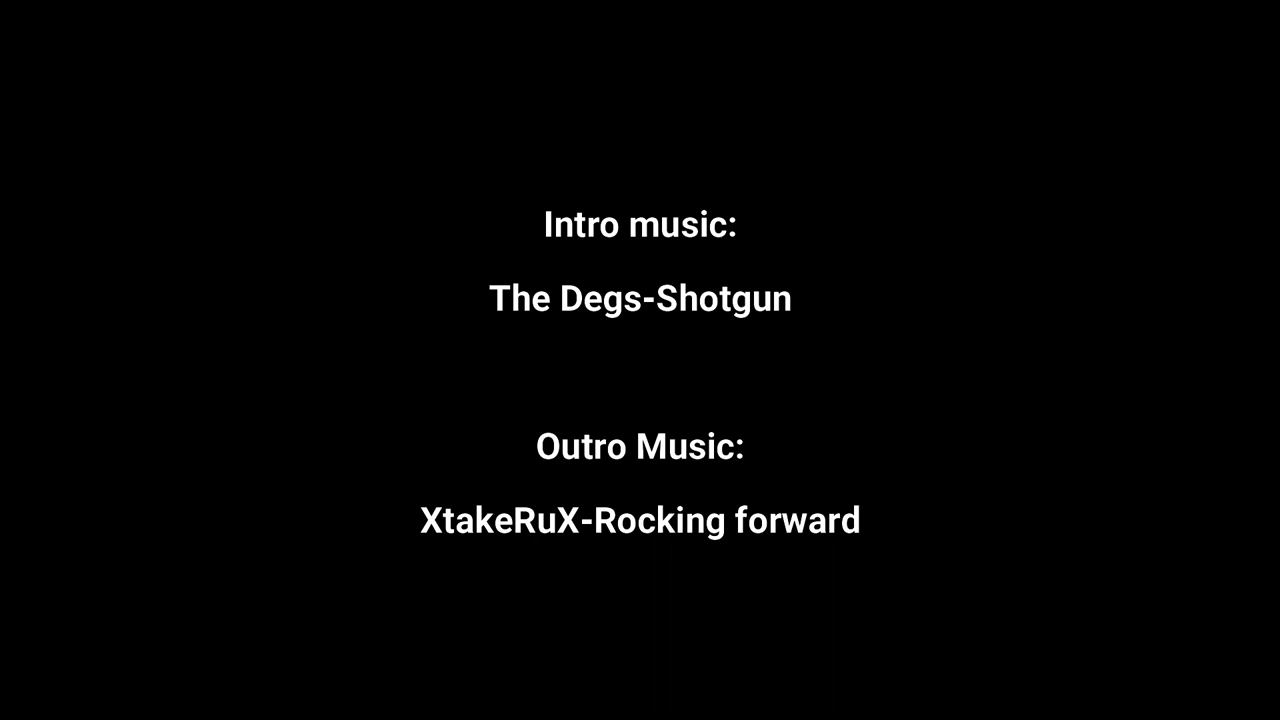 Intro music:
The Degs-Shotgun
Outro Music:
XtakeRuX-Rocking forward